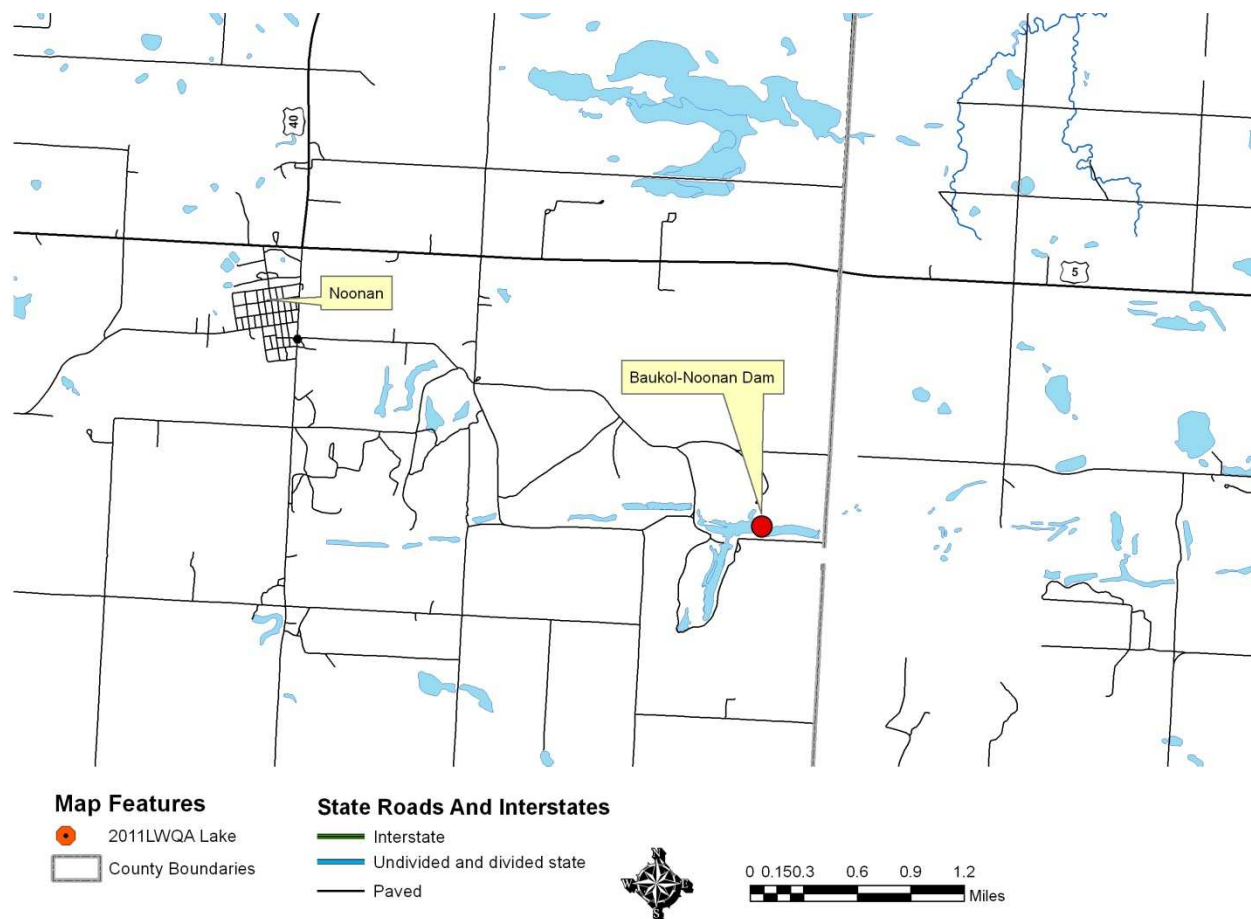 40
5
Noonan
Baukol-Noonan Dam
Map Features
2011LWQA Lake
County Boundaries
State Roads And Interstates
Interstate
Undivided and divided state
Paved
N
W E
S
0 0.150.3 0.6 0.9 1.2
Miles